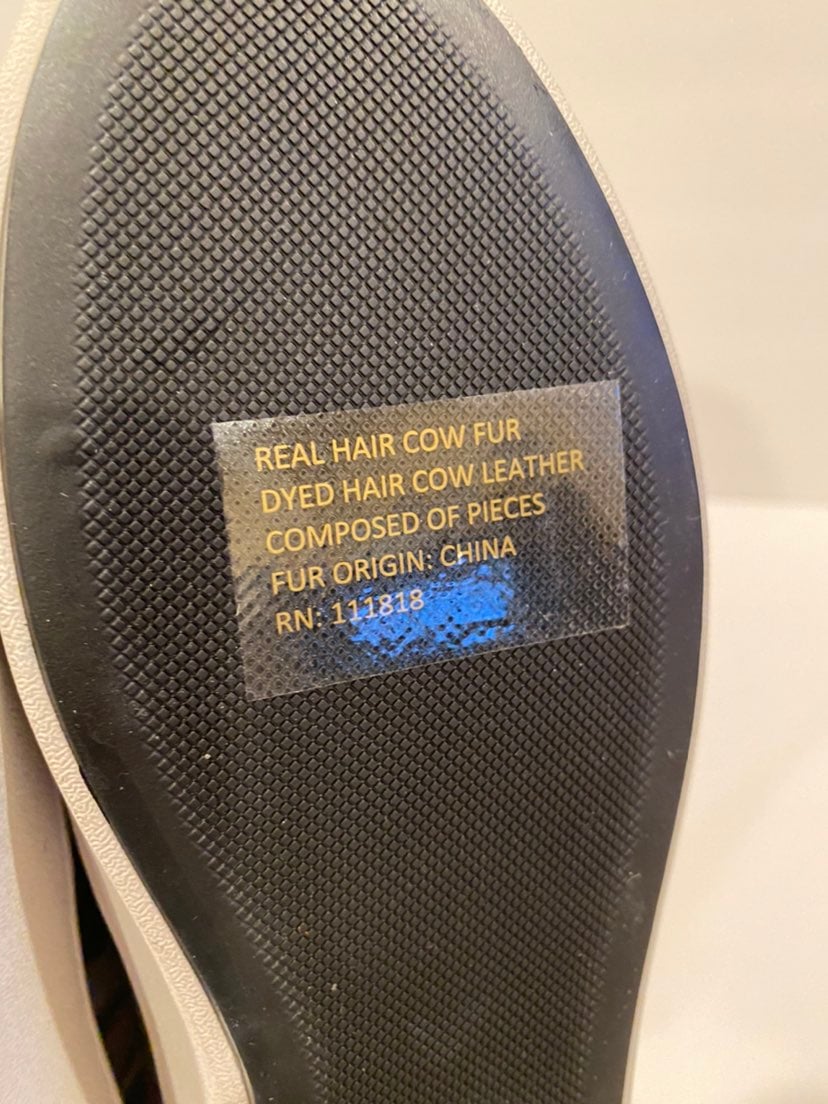 REAL HAIR COW FUR
DYED HAIR COW LEATHER
COMPOSED OF PIECES
FUR ORIGIN: CHINA
RN: 111818